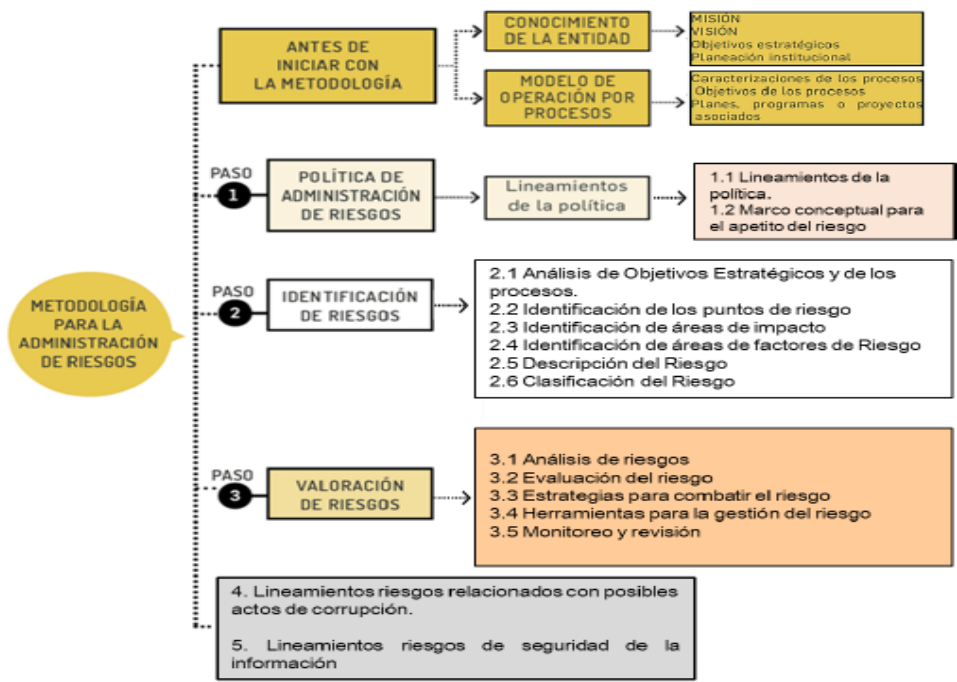 ANTES DE
INICIAR CON
LA METODOLOGÍA
CONOCIMIENTO
DE LA ENTIDAD
MISIÓN
VISIÓN
Objetivos estratégicos
Planeación institucional
MODELO DE
OPERACIÓN POR
PROCESOS
Caracterizaciones de los procesos
Objetivos de los procesos
Planes, programas o proyectos
asociados
PASO
1
POLÍTICA DE
ADMINISTRACIÓN
DE RIESGOS
Lineamientos
de la política
1.1 Lineamientos de la
política.
1.2 Marco conceptual para
el apetito del riesgo
METODOLOGÍA
PARA LA
ADMINISTRACIÓN
DE RIESGOS
PASO
2
IDENTIFICACIÓN
DE RIESGOS
2.1 Análisis de Objetivos Estratégicos y de los
procesos.
2.2 Identificación de los puntos de riesgo
2.3 Identificación de áreas de impacto
2.4 Identificación de áreas de factores de Riesgo
2.5 Descripción del Riesgo
2.6 Clasificación del Riesgo
PASO
3
VALORACIÓN
DE RIESGOS
3.1 Análisis de riesgos
3.2 Evaluación del riesgo
3.3 Estrategias para combatir el riesgo
3.4 Herramientas para la gestión del riesgo
3.5 Monitoreo y revisión
4. Lineamientos riesgos relacionados con posibles
actos de corrupción.
5. Lineamientos riesgos de seguridad de la
información